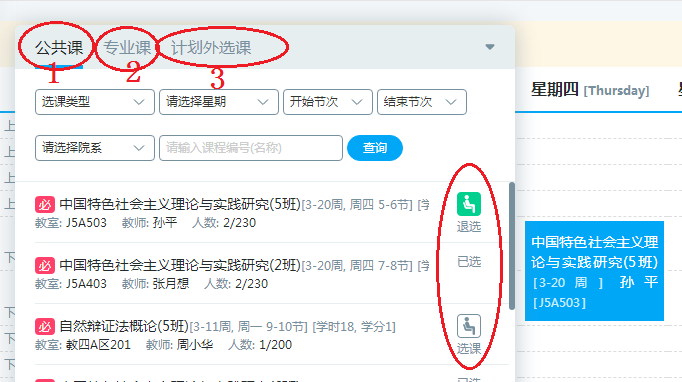 公共课 专业课 计划外选课
1 2 3
选课类型 请选择星期 开始节次 结束节次
星期四 [Thursday]
请选择院系 请输入课程编号(名称) 查询
上
上
上
上
下
下
下
下
必 中国特色社会主义理论与实践研究(5班)[3-20周, 周四 5-6节] [学
教室: J5A503 教师: 孙平 人数: 2/230
退选
必 中国特色社会主义理论与实践研究(2班)[3-20周, 周四 7-8节] [
教室: J5A403 教师: 张月想 人数: 2/230
已选
必 自然辩证法概论(5班)[3-11周, 周一 9-10节] [学时18, 学分1]
教室: 教四A区201 教师: 周小华 人数: 1/200
选课
中国特色社会主义理
论与实践研究(5班)
[3-20 周 ] 孙 平
[J5A503]